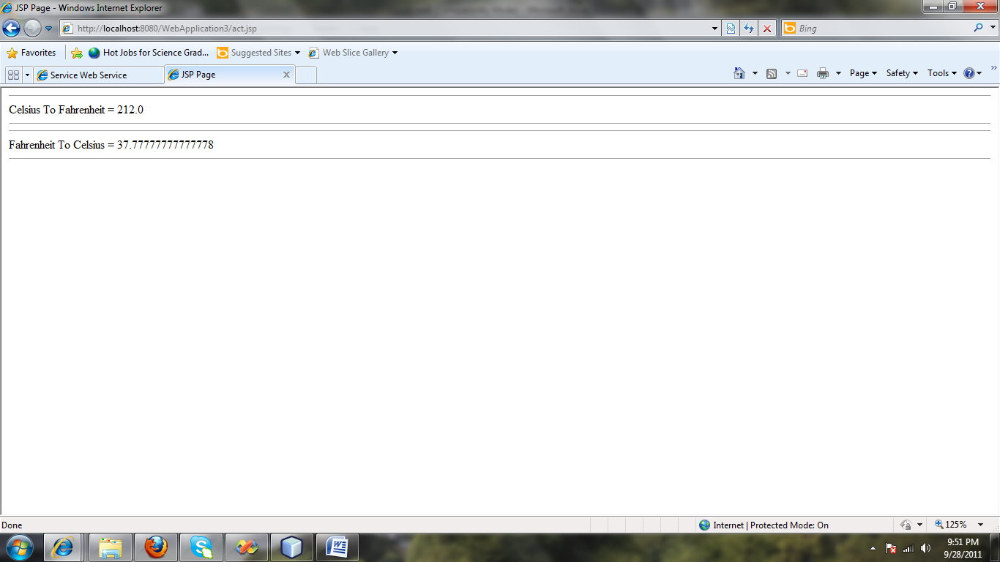 JSP Page - Windows Internet Explorer
http://localhost:8080/WebApplication3/act.jsp
Bing
Favorites Hot Jobs for Science Grad... Suggested Sites Web Slice Gallery
Service Web Service JSP Page Page Safety Tools
Celsius To Fahrenheit = 212.0
Fahrenheit To Celsius = 37.77777777777778
Done Internet | Protected Mode: On 125%
9:51 PM
9/28/2011